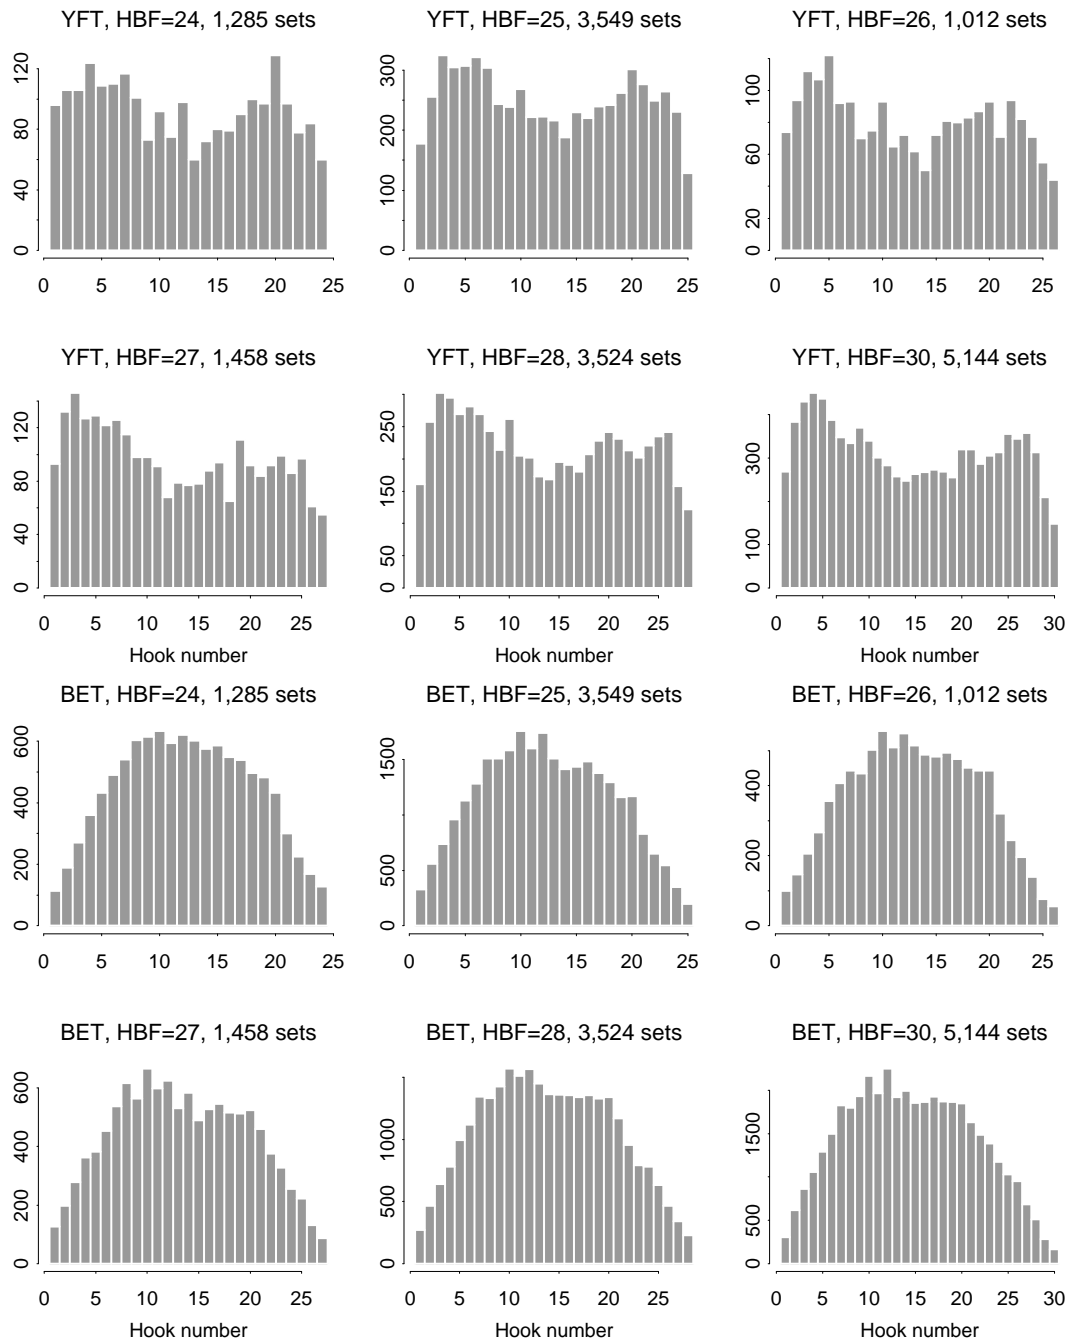 YFT, HBF=24, 1,285 sets
0 40 80 120
0 5 10 15 20 25
YFT, HBF=25, 3,549 sets
0 100 200 300
0 5 10 15 20 25
YFT, HBF=26, 1,012 sets
0 20 60 100
0 5 10 15 20 25
YFT, HBF=27, 1,458 sets
0 40 80 120
0 5 10 15 20 25
Hook number
YFT, HBF=28, 3,524 sets
0 50 150 250
0 5 10 15 20 25
Hook number
YFT, HBF=30, 5,144 sets
0 100 300
0 5 10 15 20 25 30
Hook number
BET, HBF=24, 1,285 sets
0 200 400 600
0 5 10 15 20 25
BET, HBF=25, 3,549 sets
0 500 1500
0 5 10 15 20 25
BET, HBF=26, 1,012 sets
0 200 400
0 5 10 15 20 25
BET, HBF=27, 1,458 sets
0 200 400 600
0 5 10 15 20 25
Hook number
BET, HBF=28, 3,524 sets
0 500 1000
0 5 10 15 20 25
Hook number
BET, HBF=30, 5,144 sets
0 500 1500
0 5 10 15 20 25 30
Hook number